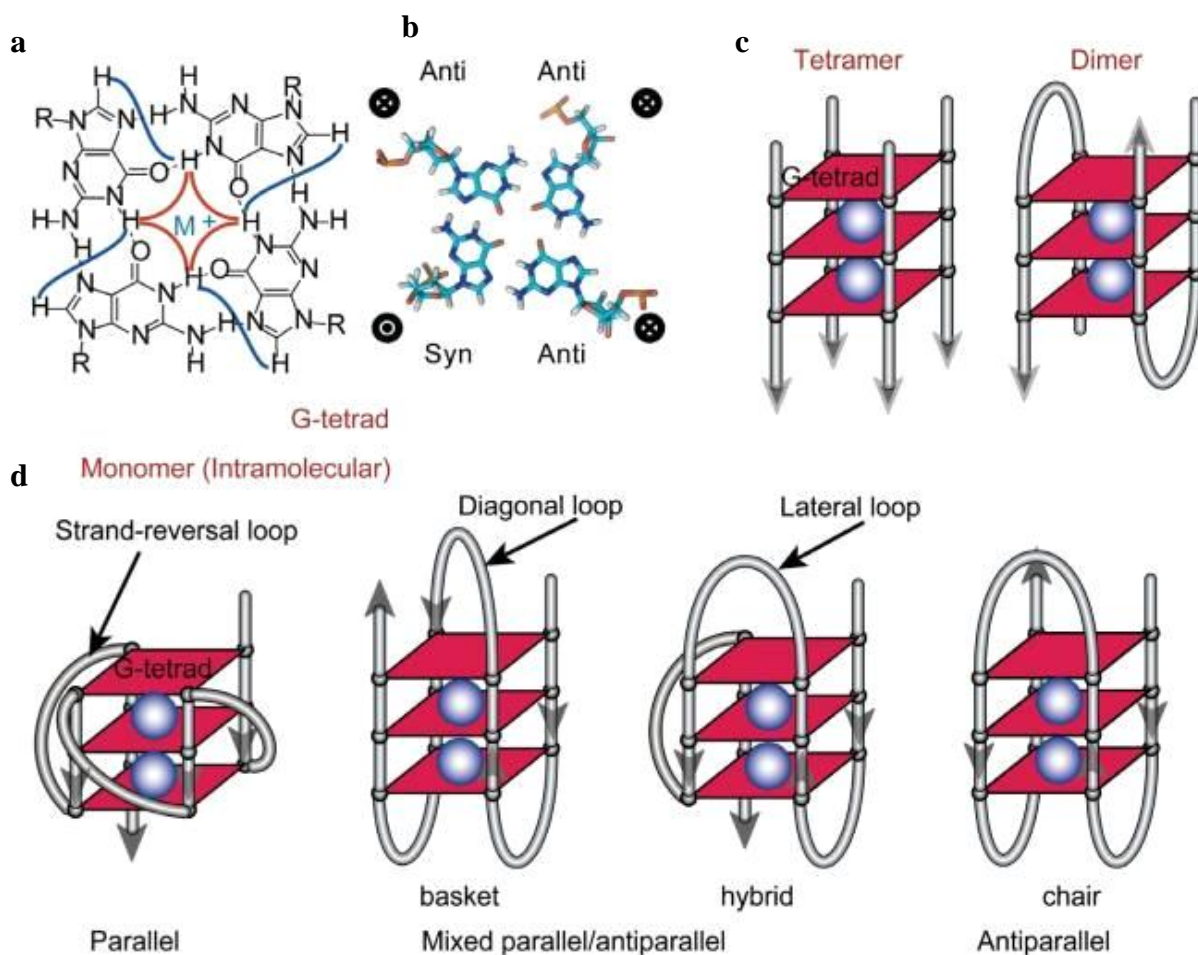 a
b
c
Anti Anti
Tetramer Dimer
H
H
H-N N N-R
R-N N H
N O H N N H
O
N N-H H
H-N H M + H N-H
H O O N N
N H O N N H
H N N N N N-R
R N N-H N
H H H
Syn Anti
G-tetrad
G-tetrad
Monomer (Intramolecular)
d
Strand-reversal loop
Diagonal loop
Lateral loop
G-tetrad
basket hybrid chair
Parallel Mixed parallel/antiparallel Antiparallel